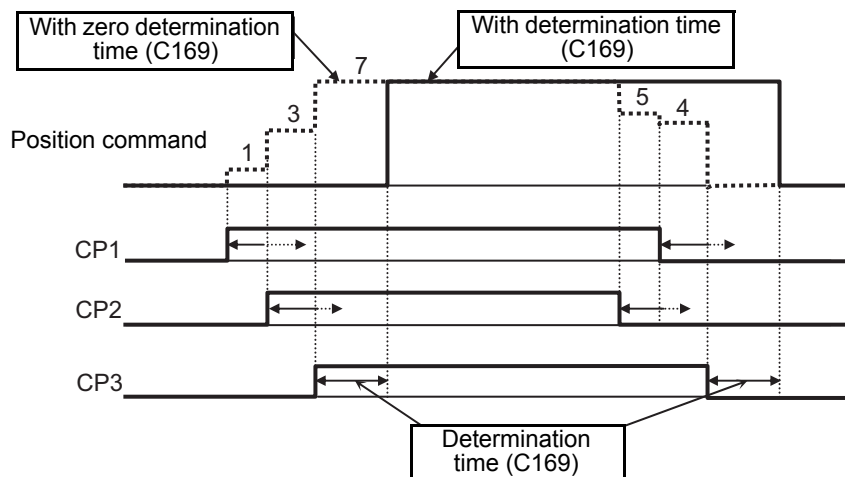 With zero determination
time (C169)
With determination time
(C169)
7
5
4
3
1
Position command
CP1
CP2
CP3
Determination
time (C169)